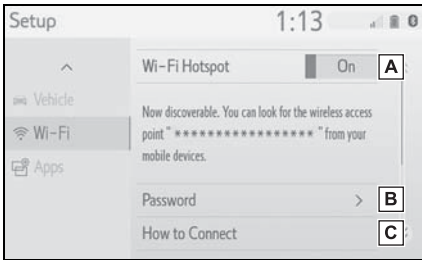 Setup
1:13
Wi-Fi Hotspot
On
A
Vehicle
Now discoverable. You can look for the wireless access
point " ***************** " from your
mobile devices.
Wi-Fi
Apps
Password >
B
How to Connect
C